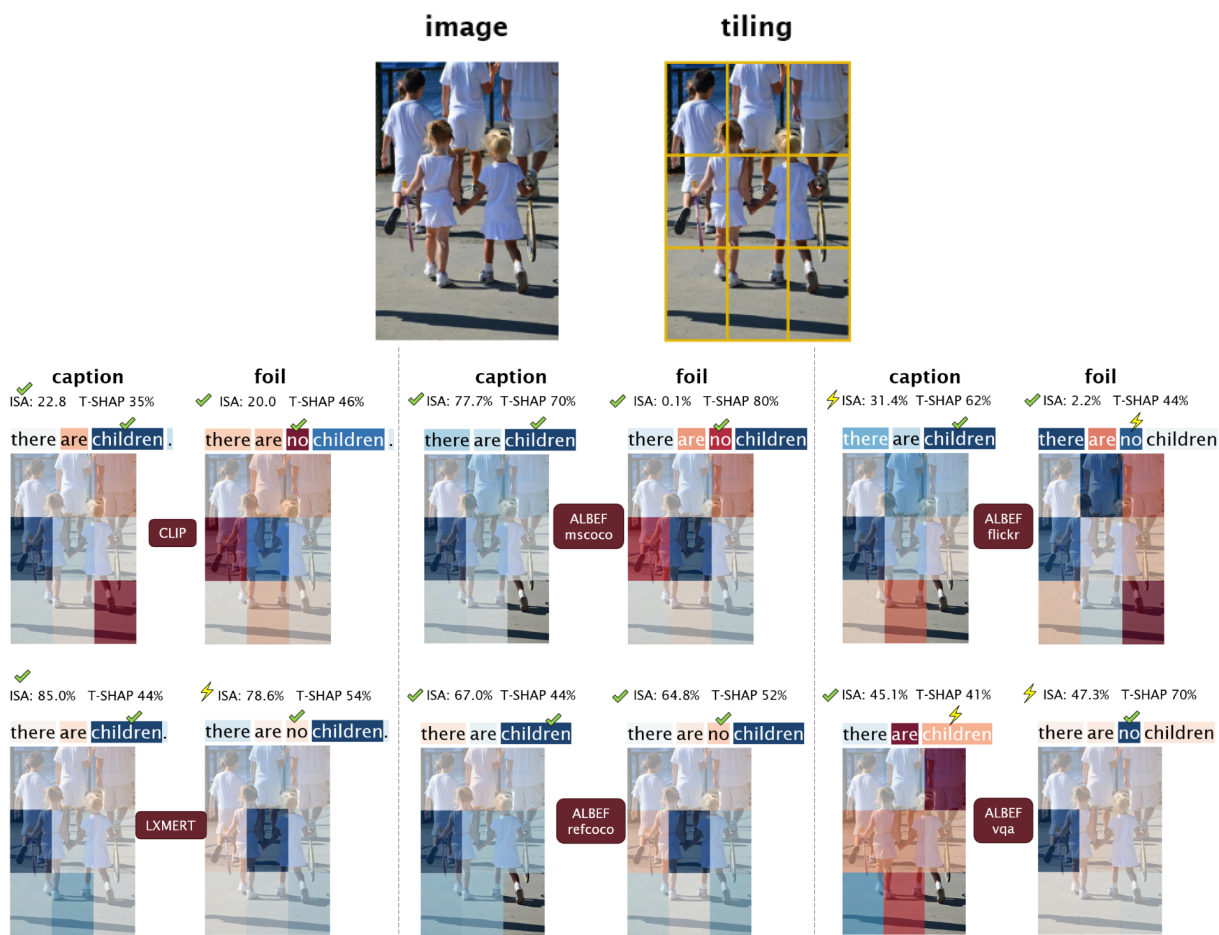 image
tiling
caption
foil
ISA: 22.8 T-SHAP 35%
ISA: 20.0 T-SHAP 46%
there are children .
there are no children .
CLIP
caption
foil
ISA: 77.7% T-SHAP 70%
ISA: 0.1% T-SHAP 80%
there are children
there are no children
ALBEF
mscoco
caption
foil
ISA: 31.4% T-SHAP 62%
ISA: 2.2% T-SHAP 44%
there are children
there are no children
ALBEF
flickr
ISA: 85.0% T-SHAP 44%
ISA: 78.6% T-SHAP 54%
there are children.
there are no children.
LXMERT
ISA: 67.0% T-SHAP 44%
ISA: 64.8% T-SHAP 52%
there are children
there are no children
ALBEF
refcoco
ISA: 45.1% T-SHAP 41%
ISA: 47.3% T-SHAP 70%
there are children
there are no children
ALBEF
vqa